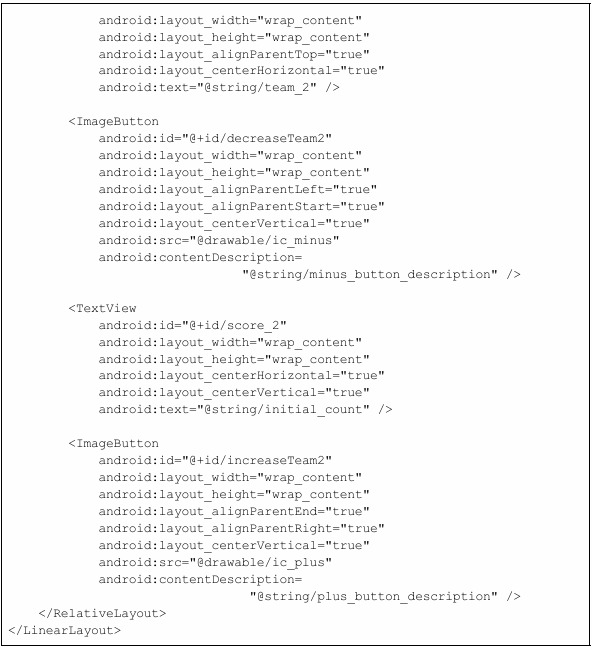 android:layout_width="wrap_content"
android:layout_height="wrap_content"
android:layout_alignParentTop="true"
android:layout_centerHorizontal="true"
android:text="@string/team_2" />
<ImageButton
android:id="@+id/decreaseTeam2"
android:layout_width="wrap_content"
android:layout_height="wrap_content"
android:layout_alignParentLeft="true"
android:layout_alignParentStart="true"
android:layout_centerVertical="true"
android:src="@drawable/ic_minus"
android:contentDescription=
"@string/minus_button_description" />
<TextView
android:id="@+id/score_2"
android:layout_width="wrap_content"
android:layout_height="wrap_content"
android:layout_centerHorizontal="true"
android:layout_centerVertical="true"
android:text="@string/initial_count" />
<ImageButton
android:id="@+id/increaseTeam2"
android:layout_width="wrap_content"
android:layout_height="wrap_content"
android:layout_alignParentEnd="true"
android:layout_alignParentRight="true"
android:layout_centerVertical="true"
android:src="@drawable/ic_plus"
android:contentDescription=
"@string/plus_button_description" />
</RelativeLayout>
</LinearLayout>